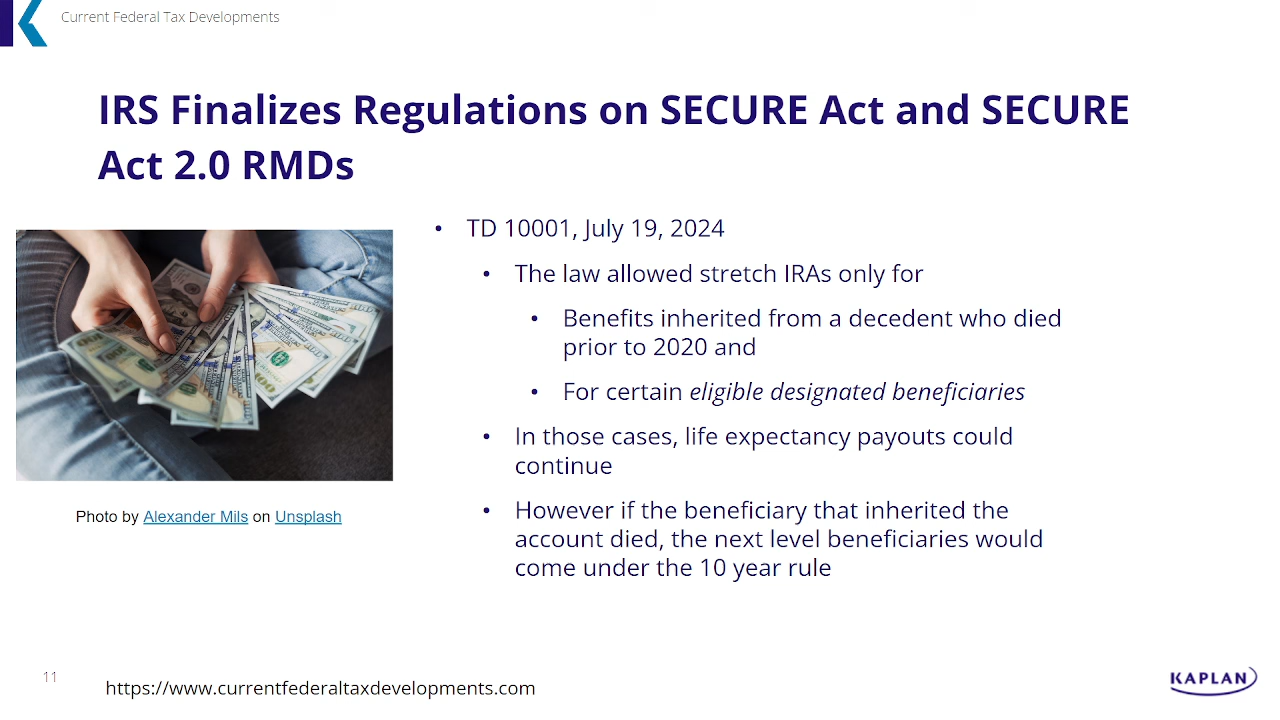 Current Federal Tax Developments
IRS Finalizes Regulations on SECURE Act and SECURE
Act 2.0 RMDs
• TD 10001, July 19, 2024
• The law allowed stretch IRAs only for
• Benefits inherited from a decedent who died
prior to 2020 and
• For certain eligible designated beneficiaries
• In those cases, life expectancy payouts could
continue
• However if the beneficiary that inherited the
account died, the next level beneficiaries would
come under the 10 year rule
Photo by Alexander Mils on Unsplash
11
https://www.currentfederaltaxdevelopments.com
KAPLAN